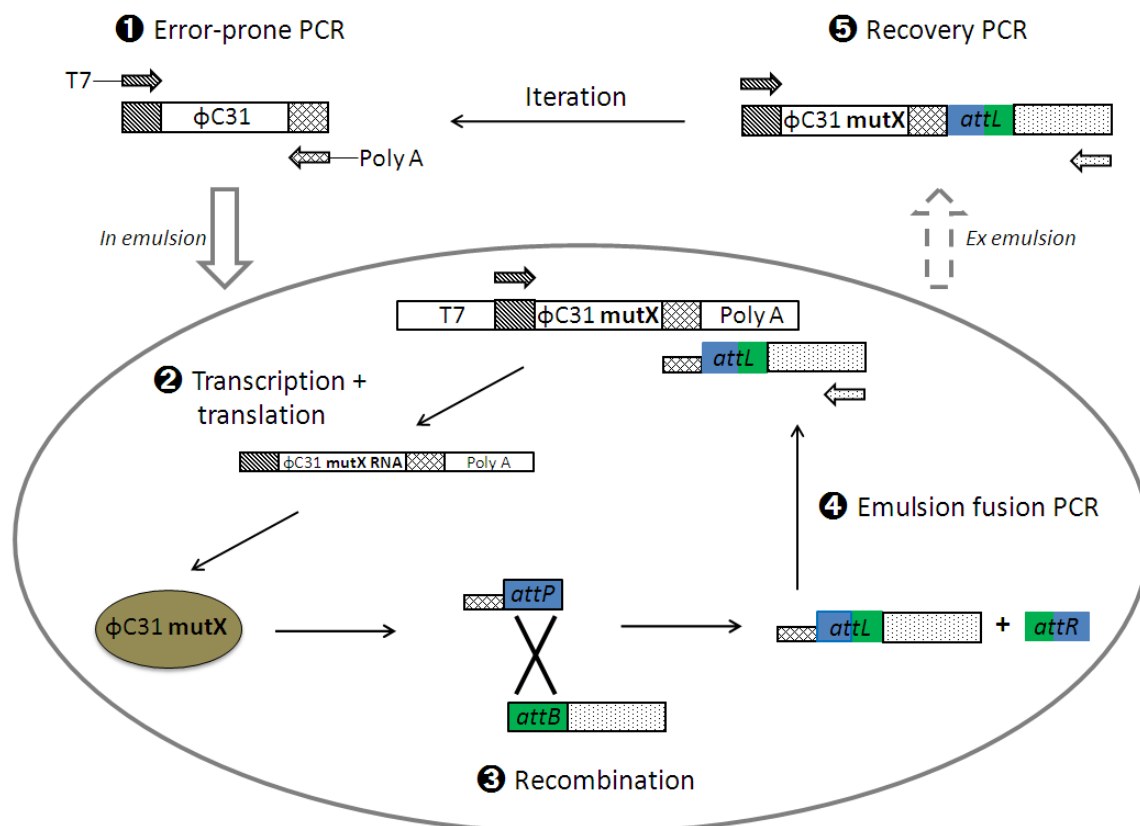 ❶ Error-prone PCR
❺ Recovery PCR
T7
ϕC31
Poly A
Iteration
ϕC31 mutX
attL
In emulsion
Ex emulsion
T7
ϕC31 mutX
Poly A
attL
❷ Transcription +
translation
ϕC31 mutX RNA
Poly A
❹ Emulsion fusion PCR
ϕC31 mutX
attP
attB
attL
+
attR
❸ Recombination